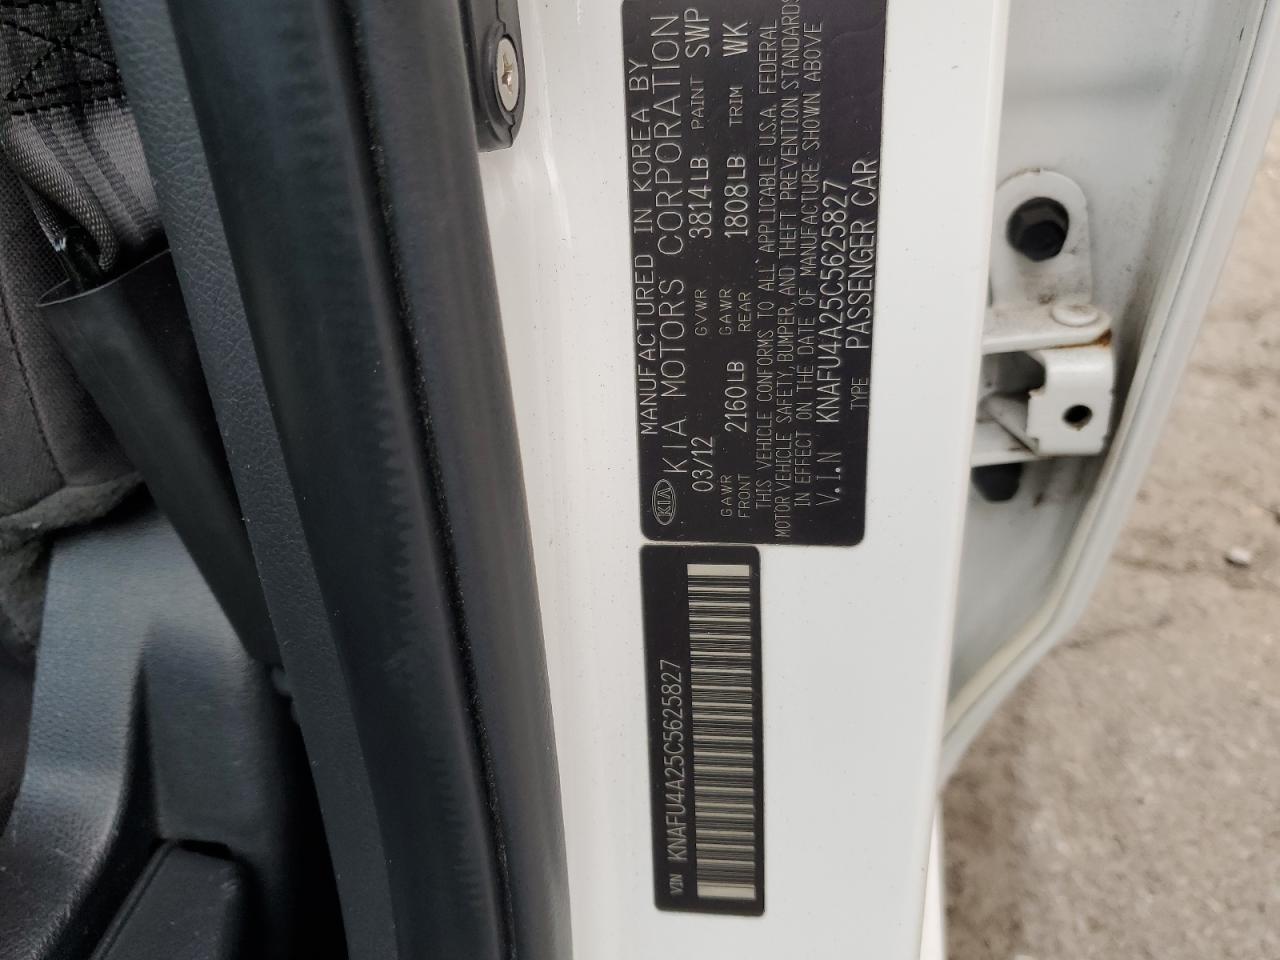 MANUFACTURED IN KOREA BY
KIA KIA MOTORS CORPORATION
03/12 GVWR 3814LB PAINT SWP
GAWR FRONT 2160LB GAWR REAR 1808LB TRIM WK
THIS VEHICLE CONFORMS TO ALL APPLICABLE U.S.A. FEDERAL
MOTOR VEHICLE SAFETY, BUMPER, AND THEFT PREVENTION STANDARDS
IN EFFECT ON THE DATE OF MANUFACTURE SHOWN ABOVE
V.I.N KNAFU4A25C5625827
TYPE PASSENGER CAR
VIN KNAFU4A25C5625827